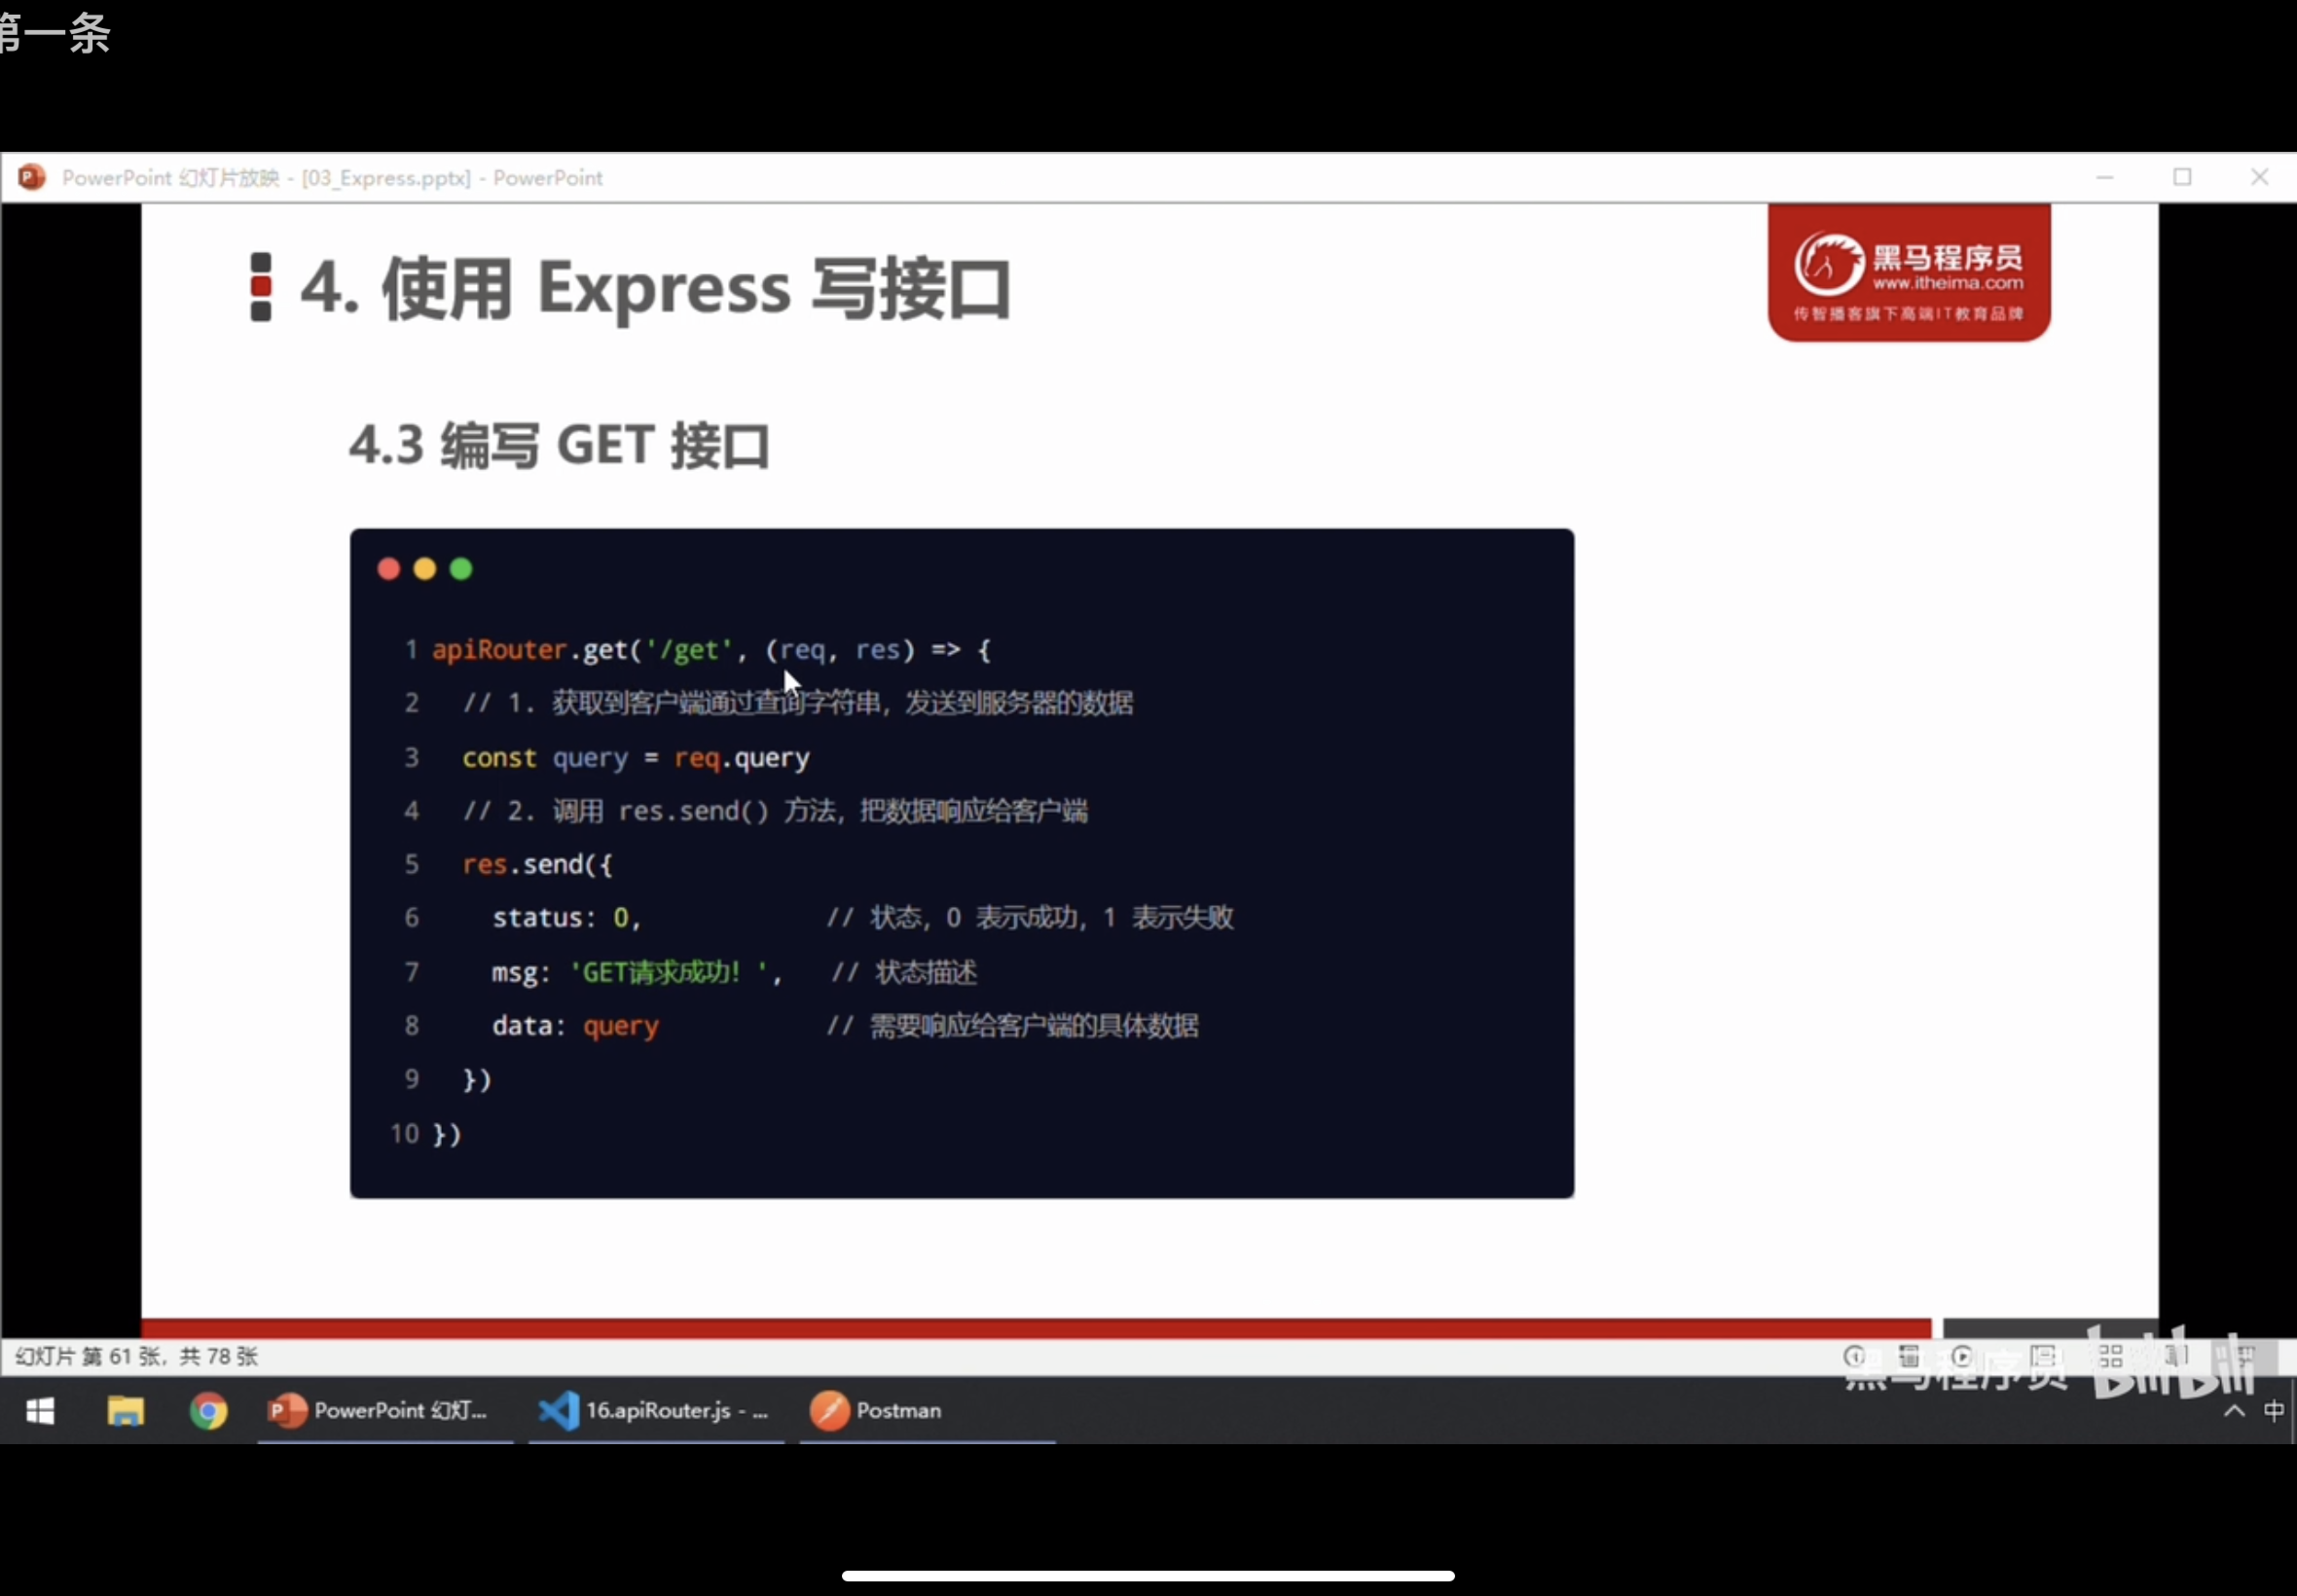 第一条
PowerPoint 幻灯片放映 - [03_Express.pptx] - PowerPoint
4. 使用 Express 写接口
黑马程序员
www.itheima.com
传智播客旗下高端IT教育品牌
4.3 编写 GET 接口
1 apiRouter.get('/get', (req, res) => {
2 // 1. 获取到客户端通过查询字符串，发送到服务器的数据
3 const query = req.query
4 // 2. 调用 res.send() 方法，把数据响应给客户端
5 res.send({
6 status: 0, // 状态，0 表示成功，1 表示失败
7 msg: 'GET请求成功！', // 状态描述
8 data: query // 需要响应给客户端的具体数据
9 })
10 })
幻灯片 第 61 张，共 78 张
黑马程序员 bilibili
PowerPoint 幻灯... 16.apiRouter.js - ... Postman 中